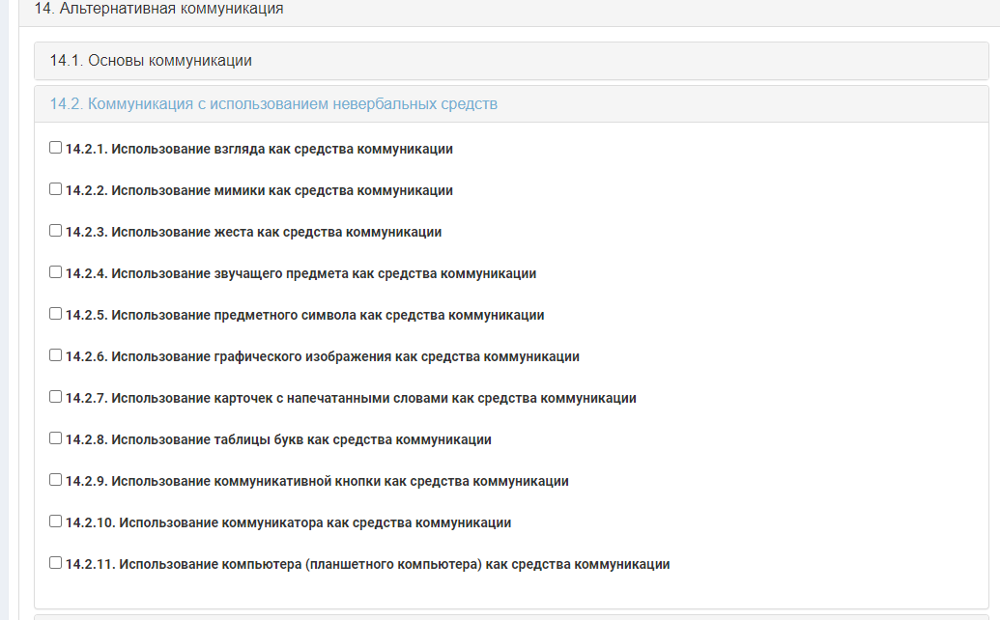 14. Альтернативная коммуникация
14.1. Основы коммуникации
14.2. Коммуникация с использованием невербальных средств
14.2.1. Использование взгляда как средства коммуникации
14.2.2. Использование мимики как средства коммуникации
14.2.3. Использование жеста как средства коммуникации
14.2.4. Использование звучащего предмета как средства коммуникации
14.2.5. Использование предметного символа как средства коммуникации
14.2.6. Использование графического изображения как средства коммуникации
14.2.7. Использование карточек с напечатанными словами как средства коммуникации
14.2.8. Использование таблицы букв как средства коммуникации
14.2.9. Использование коммуникативной кнопки как средства коммуникации
14.2.10. Использование коммуникатора как средства коммуникации
14.2.11. Использование компьютера (планшетного компьютера) как средства коммуникации